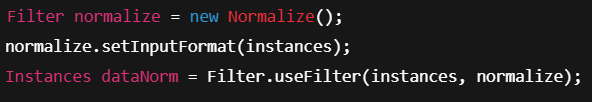 Filter normalize = new Normalize();
normalize.setInputFormat(instances);
Instances dataNorm = Filter.useFilter(instances, normalize);